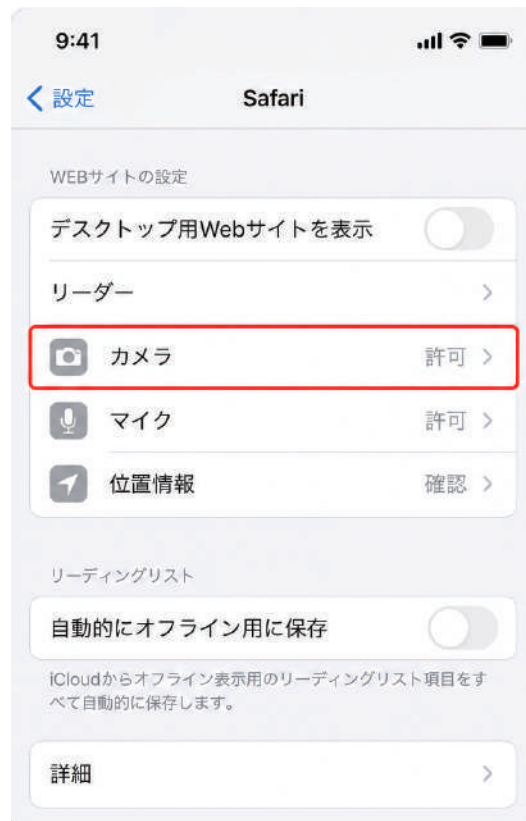 9:41
設定
Safari
WEBサイトの設定
デスクトップ用Webサイトを表示
リーダー
カメラ 許可
マイク 許可
位置情報 確認
リーディングリスト
自動的にオフライン用に保存
iCloudからオフライン表示用のリーディングリスト項目をす
べて自動的に保存します。
詳細